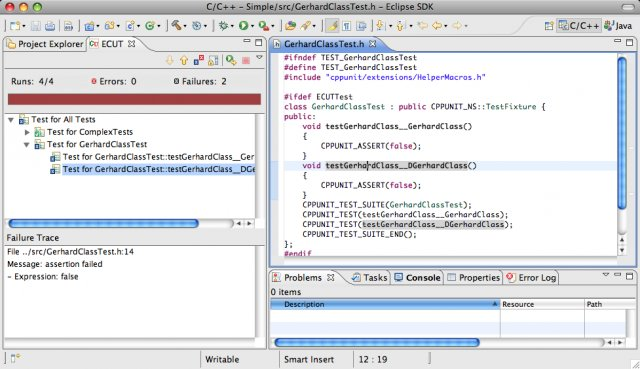 C/C++ - Simple/src/GerhardClassTest.h - Eclipse SDK
C/C++
Java
Project Explorer
ECUT
Runs: 4/4
Errors: 0
Failures: 2
Test for All Tests
Test for ComplexTests
Test for GerhardClassTest
Test for GerhardClassTest::testGerhardClass__Ger
Test for GerhardClassTest::testGerhardClass__DGe
Failure Trace
File ../src/GerhardClassTest.h:14
Message: assertion failed
- Expression: false
GerhardClassTest.h
#ifndef TEST_GerhardClassTest
#define TEST_GerhardClassTest
#include "cppunit/extensions/HelperMacros.h"
#ifdef ECUTTest
class GerhardClassTest : public CPPUNIT_NS::TestFixture {
public:
void testGerhardClass__GerhardClass()
{
CPPUNIT_ASSERT(false);
}
void testGerhardClass__DGerhardClass()
{
CPPUNIT_ASSERT(false);
}
CPPUNIT_TEST_SUITE(GerhardClassTest);
CPPUNIT_TEST(testGerhardClass__GerhardClass);
CPPUNIT_TEST(testGerhardClass__DGerhardClass);
CPPUNIT_TEST_SUITE_END();
};
#endif
Problems
Tasks
Console
Properties
Error Log
0 items
Description
Resource
Path
Writable
Smart Insert
12 : 19